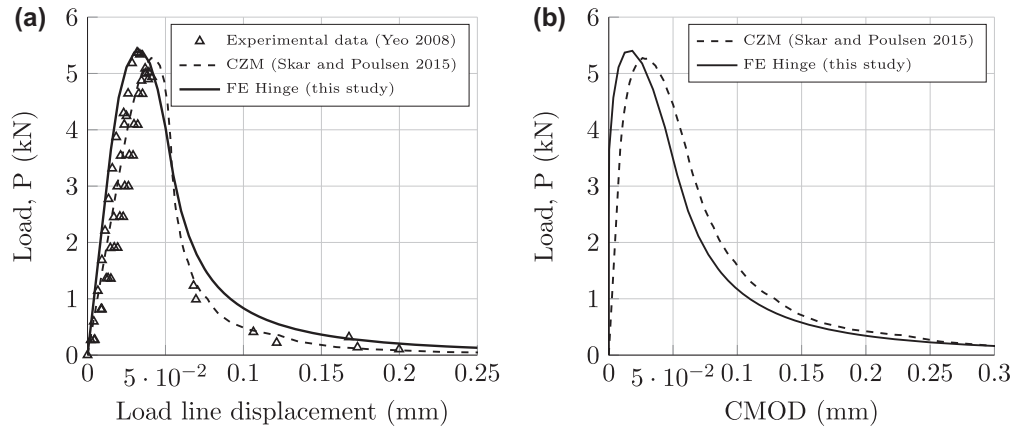 (a)
Load, P (kN)
6
5
4
3
2
1
0
Experimental data (Yeo 2008)
CZM (Skar and Poulsen 2015)
FE Hinge (this study)
0 5 · 10⁻² 0.1 0.15 0.2 0.25
Load line displacement (mm)
(b)
Load, P (kN)
6
5
4
3
2
1
0
CZM (Skar and Poulsen 2015)
FE Hinge (this study)
0 5 · 10⁻² 0.1 0.15 0.2 0.25 0.3
CMOD (mm)